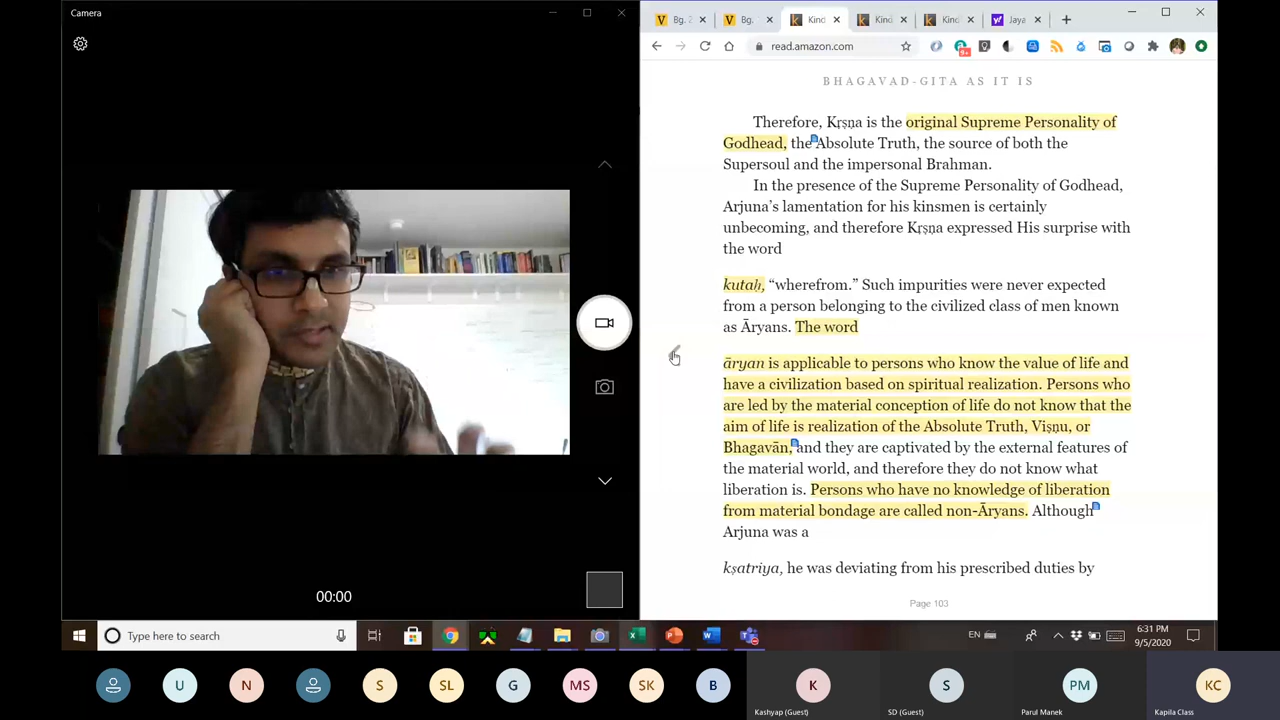 Camera
Bg. 2
Bg.
Kind
Kind
Kind
Jaya
read.amazon.com
9+
BHAGAVAD-GITA AS IT IS
Therefore, Kṛṣṇa is the original Supreme Personality of
Godhead, the Absolute Truth, the source of both the
Supersoul and the impersonal Brahman.
In the presence of the Supreme Personality of Godhead,
Arjuna’s lamentation for his kinsmen is certainly
unbecoming, and therefore Kṛṣṇa expressed His surprise with
the word
kutaḥ, “wherefrom.” Such impurities were never expected
from a person belonging to the civilized class of men known
as Āryans. The word
āryan is applicable to persons who know the value of life and
have a civilization based on spiritual realization. Persons who
are led by the material conception of life do not know that the
aim of life is realization of the Absolute Truth, Viṣṇu, or
Bhagavān, and they are captivated by the external features of
the material world, and therefore they do not know what
liberation is. Persons who have no knowledge of liberation
from material bondage are called non-Āryans. Although
Arjuna was a
kṣatriya, he was deviating from his prescribed duties by
Page 103
00:00
Type here to search
EN
6:31 PM
9/5/2020
U
N
S
SL
G
MS
SK
B
K
S
PM
KC
Kashyap (Guest)
SD (Guest)
Parul Manek
Kapila Class